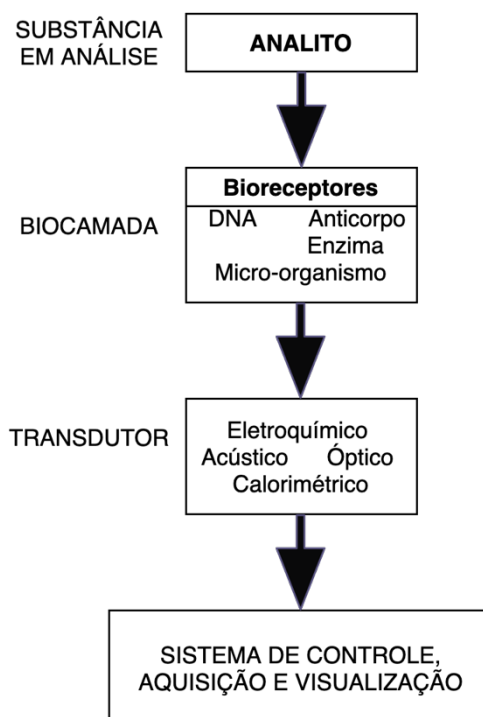 SUBSTÂNCIA
EM ANÁLISE
ANALITO
Bioreceptores
BIOCAMADA
DNA Anticorpo
Enzima
Micro-organismo
TRANSDUTOR
Eletroquímico
Acústico Óptico
Calorimétrico
SISTEMA DE CONTROLE,
AQUISIÇÃO E VISUALIZAÇÃO